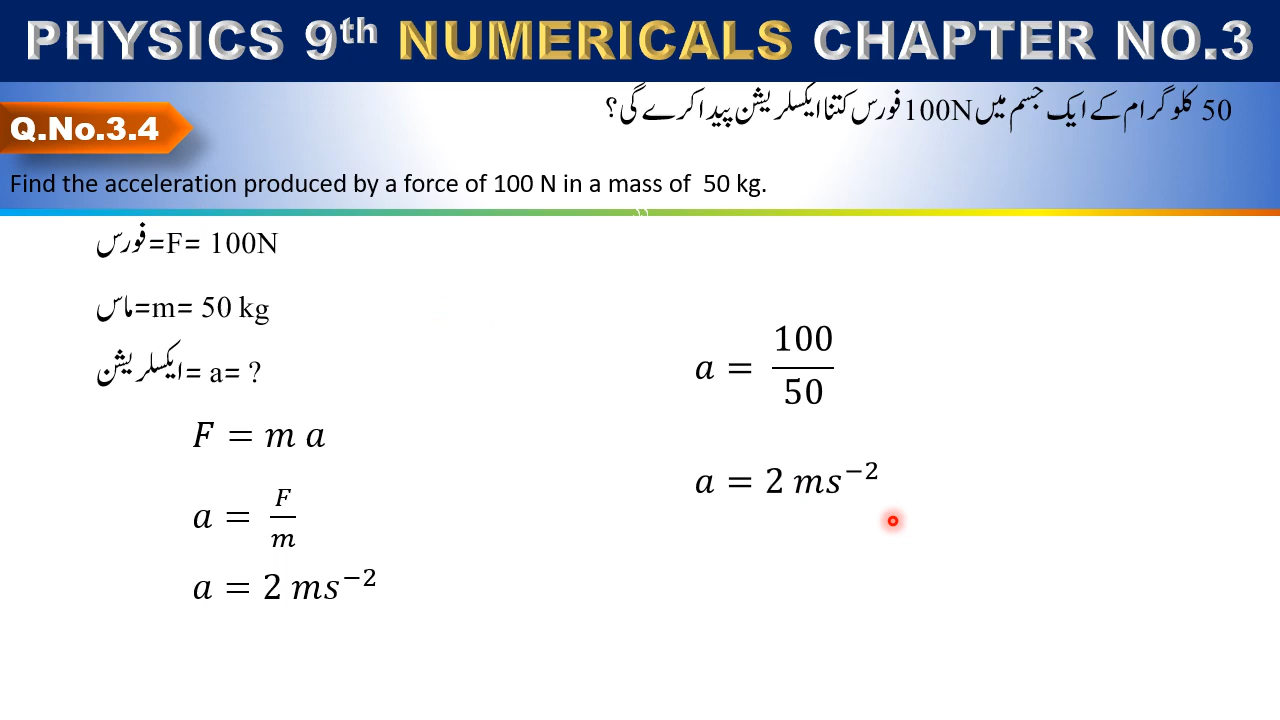 PHYSICS 9th NUMERICALS CHAPTER NO.3
50 کلوگرام کے ایک جسم میں 100N فورس کتنا ایکسلریشن پیدا کرے گی؟
Q.No.3.4
Find the acceleration produced by a force of 100 N in a mass of 50 kg.
فورس=F= 100N
ماس=m= 50 kg
ایکسلریشن= a= ?
F = m a
a = F/m
a = 2 ms⁻²
a = 100/50
a = 2 ms⁻²